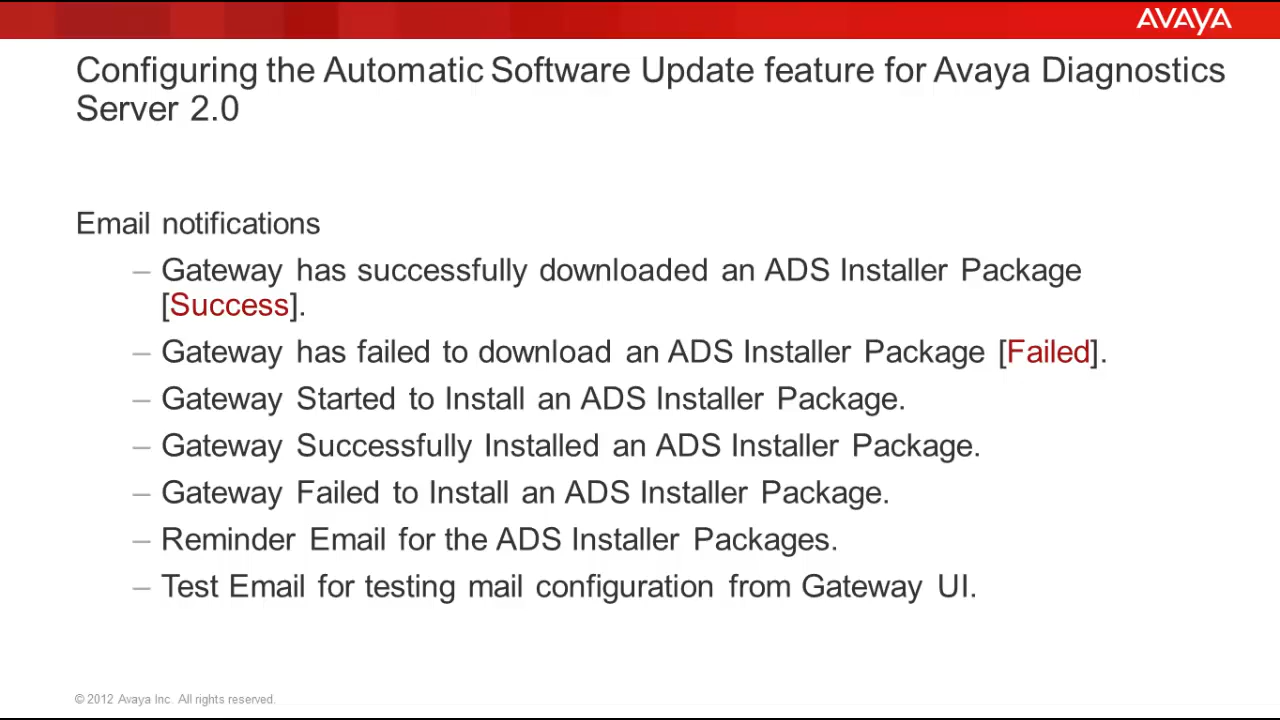 AVAYA
Configuring the Automatic Software Update feature for Avaya Diagnostics
Server 2.0
Email notifications
– Gateway has successfully downloaded an ADS Installer Package
[Success].
– Gateway has failed to download an ADS Installer Package [Failed].
– Gateway Started to Install an ADS Installer Package.
– Gateway Successfully Installed an ADS Installer Package.
– Gateway Failed to Install an ADS Installer Package.
– Reminder Email for the ADS Installer Packages.
– Test Email for testing mail configuration from Gateway UI.
© 2012 Avaya Inc. All rights reserved.